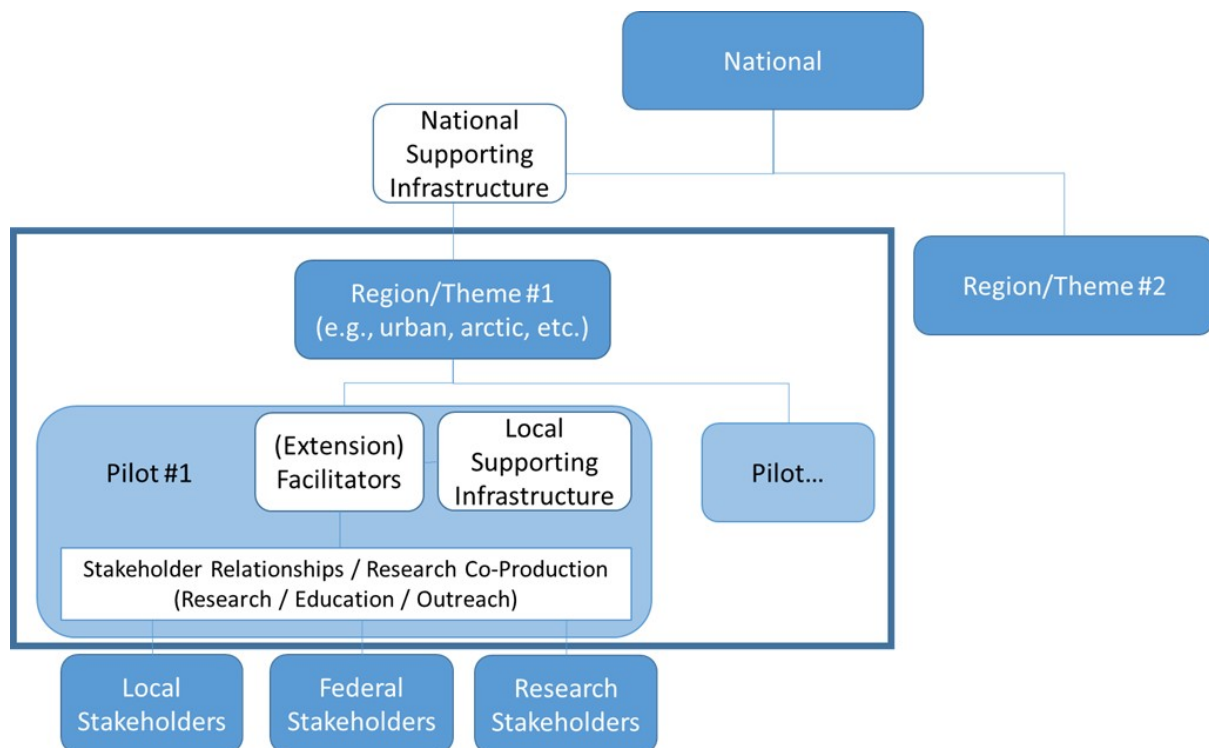 National
National
Supporting
Infrastructure
Region/Theme #1
(e.g., urban, arctic, etc.)
Region/Theme #2
Pilot #1
(Extension)
Facilitators
Local
Supporting
Infrastructure
Pilot...
Stakeholder Relationships / Research Co-Production
(Research / Education / Outreach)
Local
Stakeholders
Federal
Stakeholders
Research
Stakeholders